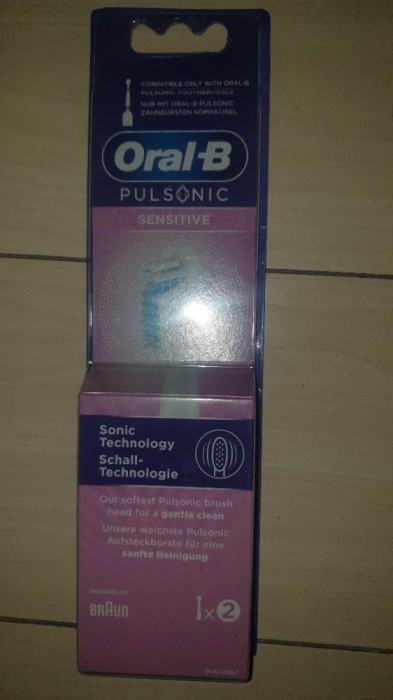 COMPATIBLE ONLY WITH ORAL-B
PULSONIC TOOTHBRUSHES
NUR MIT ORAL-B PULSONIC
ZAHNBÜRSTEN KOMPATIBEL
Oral-B
PULSONIC
SENSITIVE
Sonic
Technology
Schall-
Technologie
Our softest Pulsonic brush
head for a gentle clean
Unsere weichste Pulsonic
Aufsteckbürste für eine
sanfte Reinigung
DESIGNED BY
BRAUN
x2